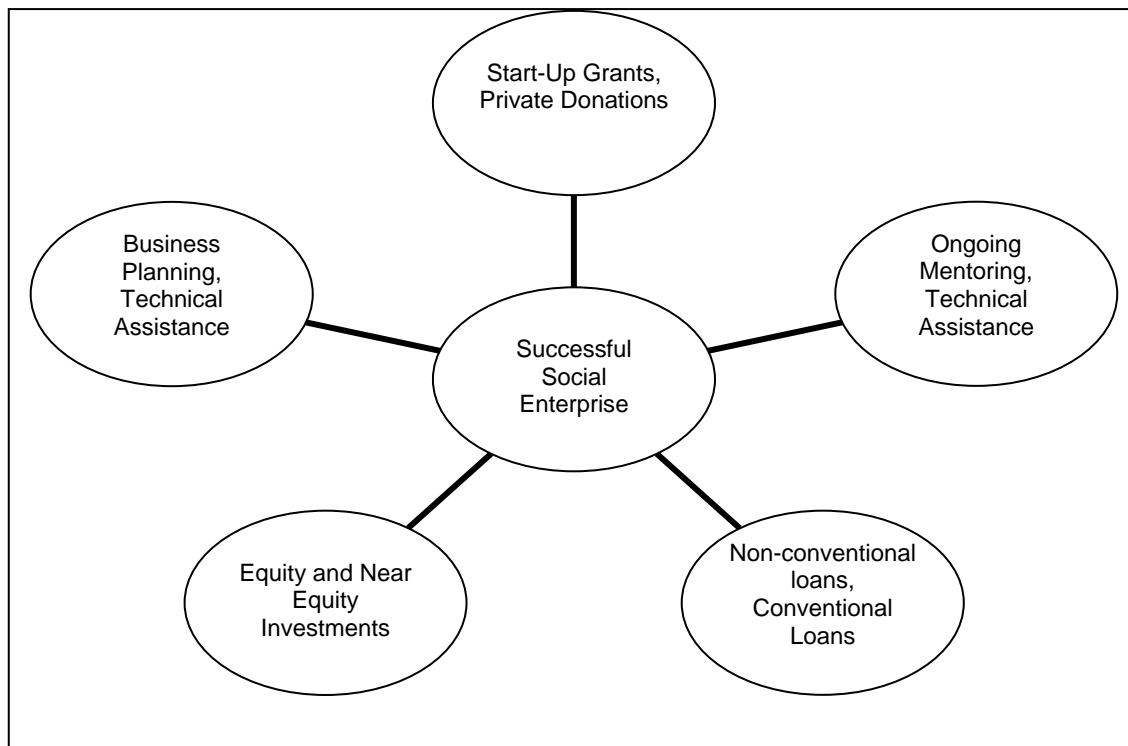 Start-Up Grants,
Private Donations
Business
Planning,
Technical
Assistance
Ongoing
Mentoring,
Technical
Assistance
Successful
Social
Enterprise
Equity and Near
Equity
Investments
Non-conventional
loans,
Conventional
Loans